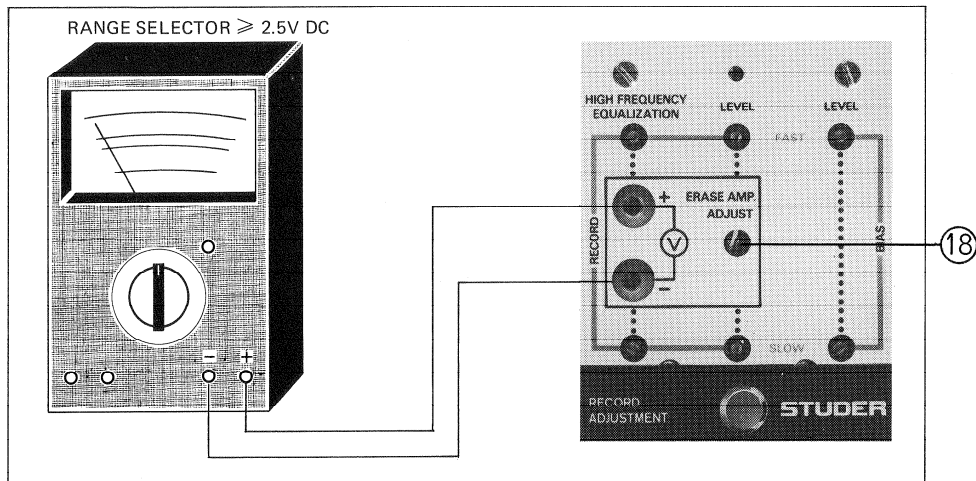 RANGE SELECTOR ⩾ 2.5V DC
HIGH FREQUENCY
EQUALIZATION
LEVEL
LEVEL
FAST
+
ERASE AMP.
ADJUST
V
RECORD
BIAS
18
−
SLOW
− +
RECORD
ADJUSTMENT
STUDER